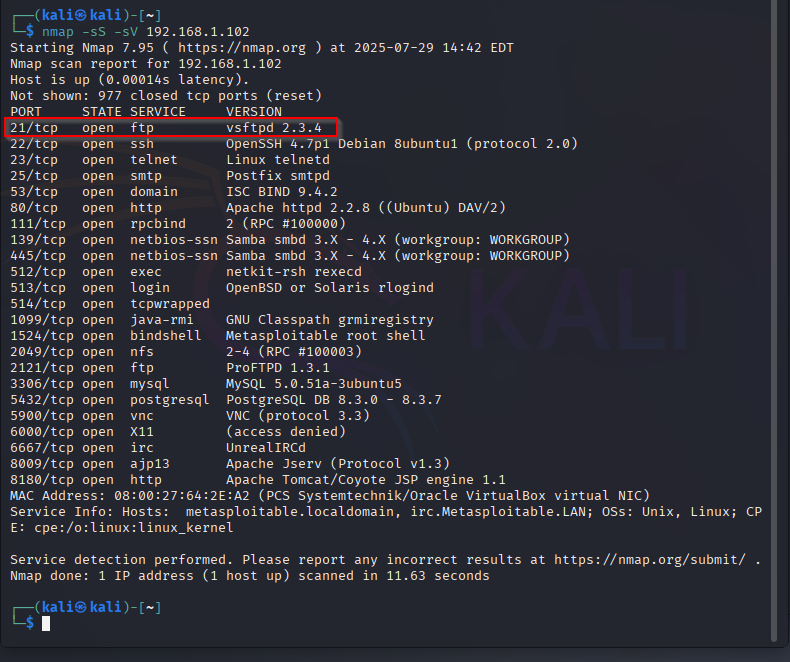 ┌──(kali㉿kali)-[~]
└─$ nmap -sS -sV 192.168.1.102
Starting Nmap 7.95 ( https://nmap.org ) at 2025-07-29 14:42 EDT
Nmap scan report for 192.168.1.102
Host is up (0.00014s latency).
Not shown: 977 closed tcp ports (reset)
PORT     STATE SERVICE     VERSION
21/tcp   open  ftp         vsftpd 2.3.4
22/tcp   open  ssh         OpenSSH 4.7p1 Debian 8ubuntu1 (protocol 2.0)
23/tcp   open  telnet      Linux telnetd
25/tcp   open  smtp        Postfix smtpd
53/tcp   open  domain      ISC BIND 9.4.2
80/tcp   open  http        Apache httpd 2.2.8 ((Ubuntu) DAV/2)
111/tcp  open  rpcbind     2 (RPC #100000)
139/tcp  open  netbios-ssn Samba smbd 3.X - 4.X (workgroup: WORKGROUP)
445/tcp  open  netbios-ssn Samba smbd 3.X - 4.X (workgroup: WORKGROUP)
512/tcp  open  exec        netkit-rsh rexecd
513/tcp  open  login       OpenBSD or Solaris rlogind
514/tcp  open  tcpwrapped
1099/tcp open  java-rmi    GNU Classpath grmiregistry
1524/tcp open  bindshell   Metasploitable root shell
2049/tcp open  nfs         2-4 (RPC #100003)
2121/tcp open  ftp         ProFTPD 1.3.1
3306/tcp open  mysql       MySQL 5.0.51a-3ubuntu5
5432/tcp open  postgresql  PostgreSQL DB 8.3.0 - 8.3.7
5900/tcp open  vnc         VNC (protocol 3.3)
6000/tcp open  X11         (access denied)
6667/tcp open  irc         UnrealIRCd
8009/tcp open  ajp13       Apache Jserv (Protocol v1.3)
8180/tcp open  http        Apache Tomcat/Coyote JSP engine 1.1
MAC Address: 08:00:27:64:2E:A2 (PCS Systemtechnik/Oracle VirtualBox virtual NIC)
Service Info: Hosts:  metasploitable.localdomain, irc.Metasploitable.LAN; OSs: Unix, Linux; CP
E: cpe:/o:linux:linux_kernel

Service detection performed. Please report any incorrect results at https://nmap.org/submit/ .
Nmap done: 1 IP address (1 host up) scanned in 11.63 seconds

┌──(kali㉿kali)-[~]
└─$
KALI